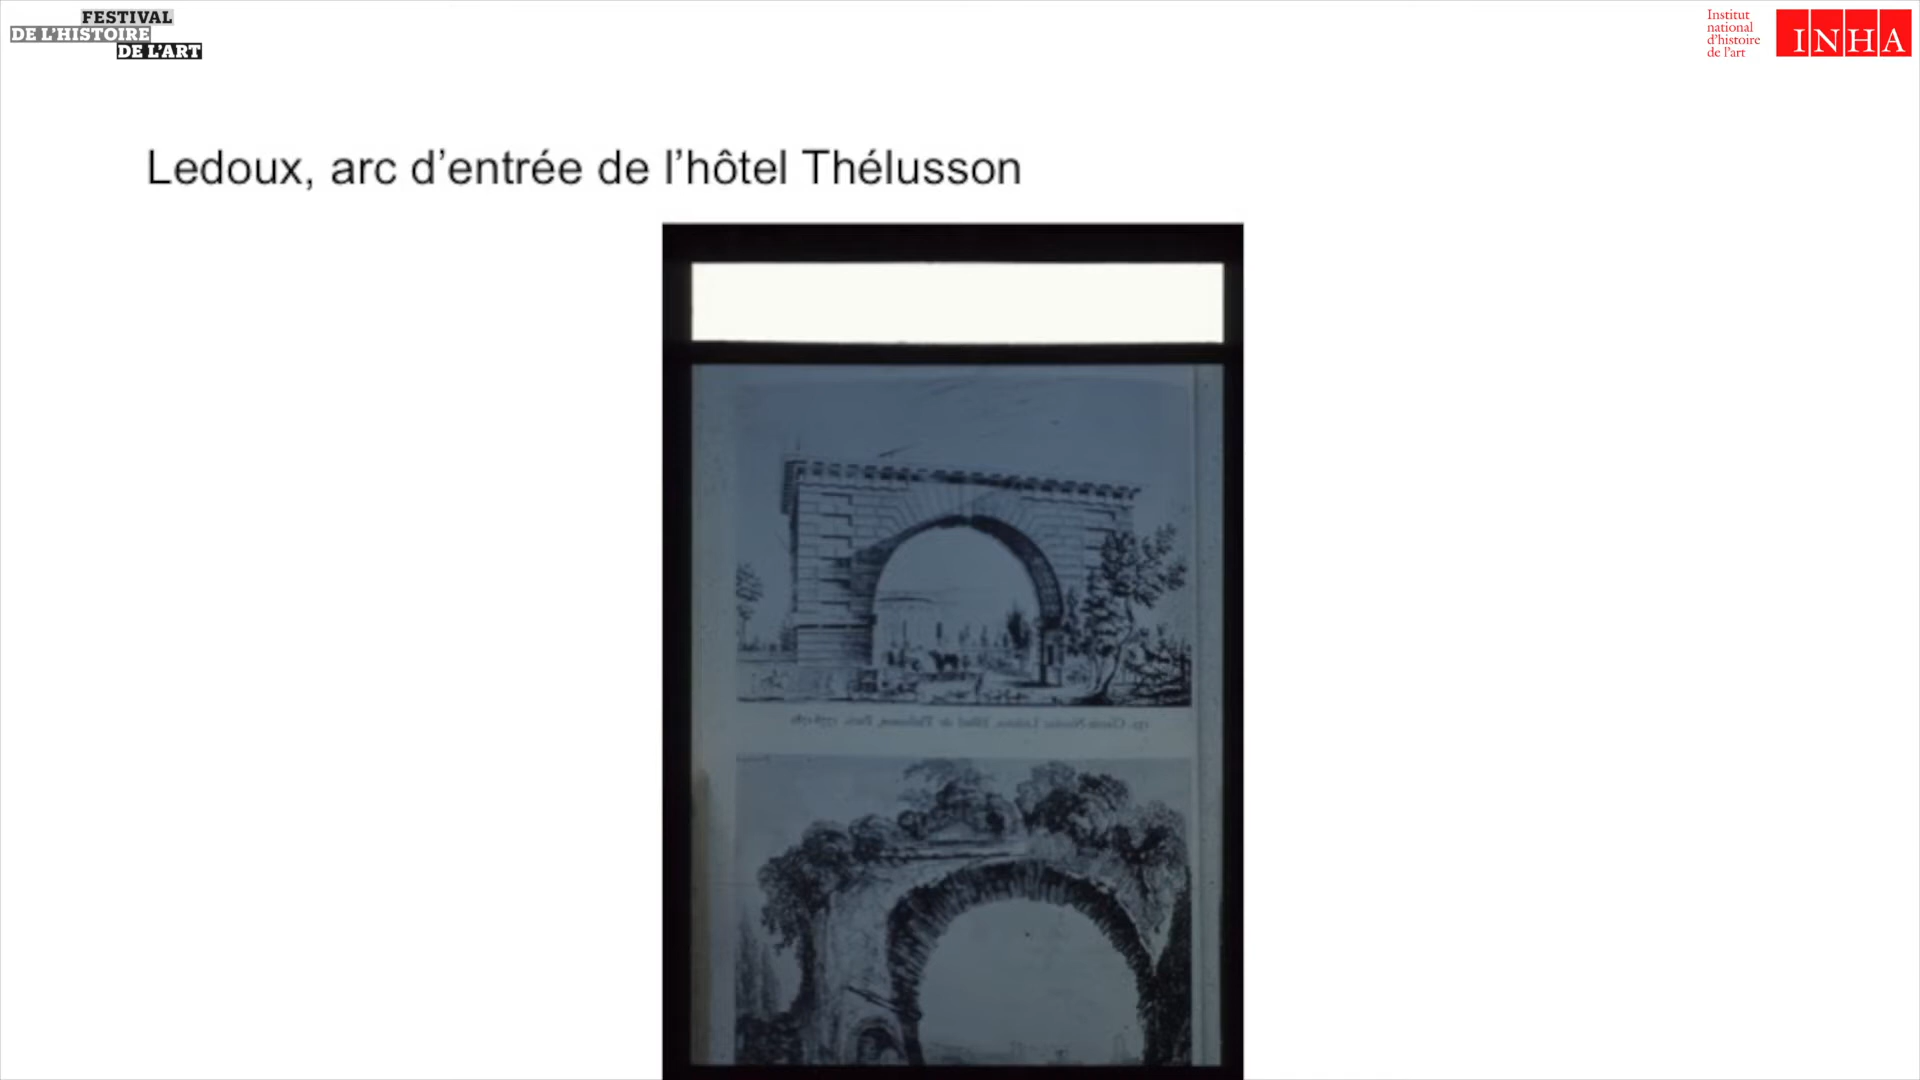 FESTIVAL
DE L'HISTOIRE
DE L'ART
Institut
national
d'histoire
de l'art
INHA
Ledoux, arc d'entrée de l'hôtel Thélusson